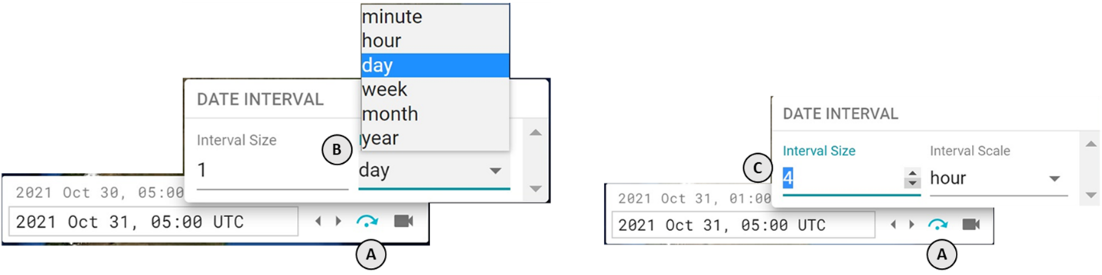 minute
hour
day
week
month
year
DATE INTERVAL
Interval Size
B
1
day
2021 Oct 30, 05:00
2021 Oct 31, 05:00 UTC
A
DATE INTERVAL
Interval Size
Interval Scale
C
4
hour
2021 Oct 31, 01:00
2021 Oct 31, 05:00 UTC
A